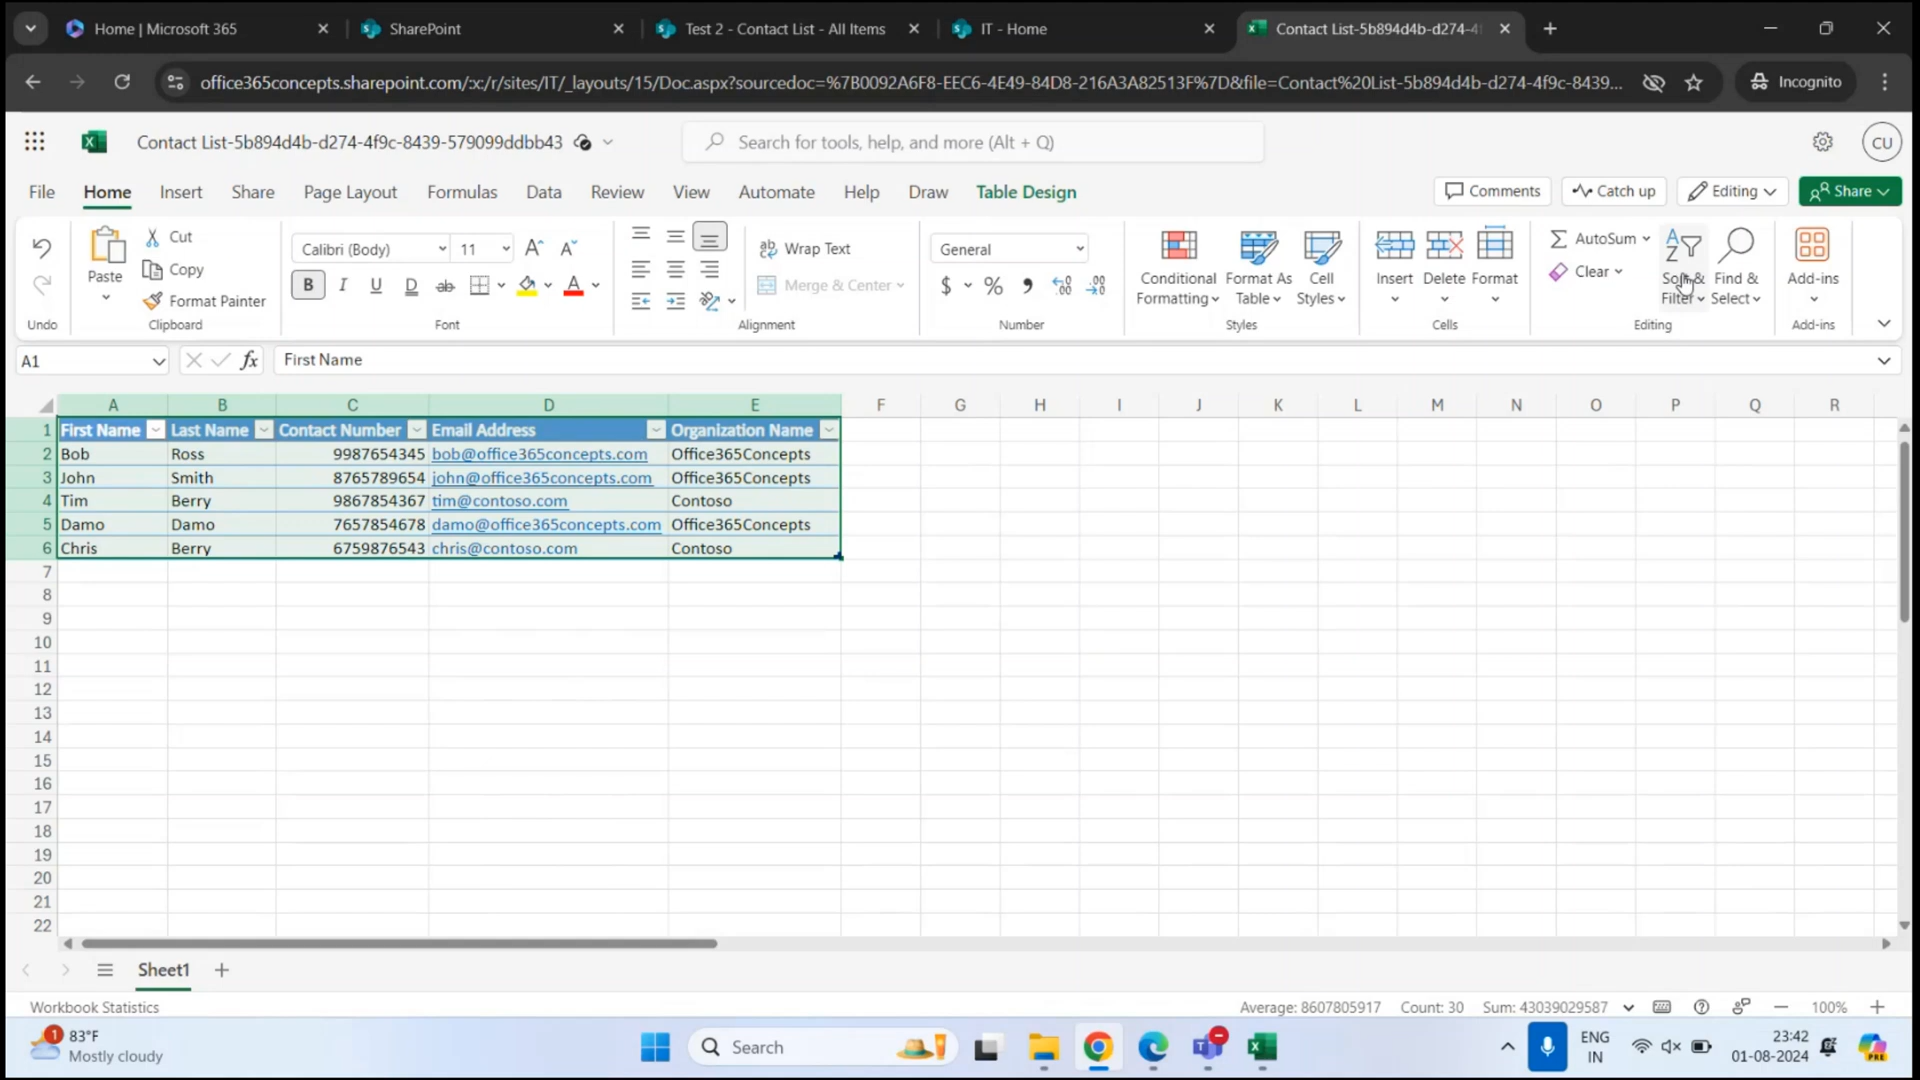 Home | Microsoft 365
SharePoint
Test 2 - Contact List - All Items
IT - Home
Contact List-5b894d4b-d274-4f
office365concepts.sharepoint.com/:x:/r/sites/IT/_layouts/15/Doc.aspx?sourcedoc=%7B0092A6F8-EEC6-4E49-84D8-216A3A82513F%7D&file=Contact%20List-5b894d4b-d274-4f9c-8439...
Incognito
Contact List-5b894d4b-d274-4f9c-8439-579099ddbb43
Search for tools, help, and more (Alt + Q)
CU
File Home Insert Share Page Layout Formulas Data Review View Automate Help Draw Table Design
Comments Catch up Editing Share
Undo
Paste
Cut
Copy
Format Painter
Clipboard
Calibri (Body) 11
Font
Wrap Text
Merge & Center
Alignment
General
Number
Conditional Formatting
Format As Table
Cell Styles
Styles
Insert
Delete
Format
Cells
AutoSum
Clear
Sort & Filter
Find & Select
Editing
Add-ins
Add-ins
A1
fx
First Name
A B C D E F G H I J K L M N O P Q R
1 First Name Last Name Contact Number Email Address Organization Name
2 Bob Ross 9987654345 bob@office365concepts.com Office365Concepts
3 John Smith 8765789654 john@office365concepts.com Office365Concepts
4 Tim Berry 9867854367 tim@contoso.com Contoso
5 Damo Damo 7657854678 damo@office365concepts.com Office365Concepts
6 Chris Berry 6759876543 chris@contoso.com Contoso
7
8
9
10
11
12
13
14
15
16
17
18
19
20
21
22
Sheet1
Workbook Statistics
Average: 8607805917 Count: 30 Sum: 43039029587
100%
1
83°F
Mostly cloudy
Search
ENG
IN
23:42
01-08-2024
PRE